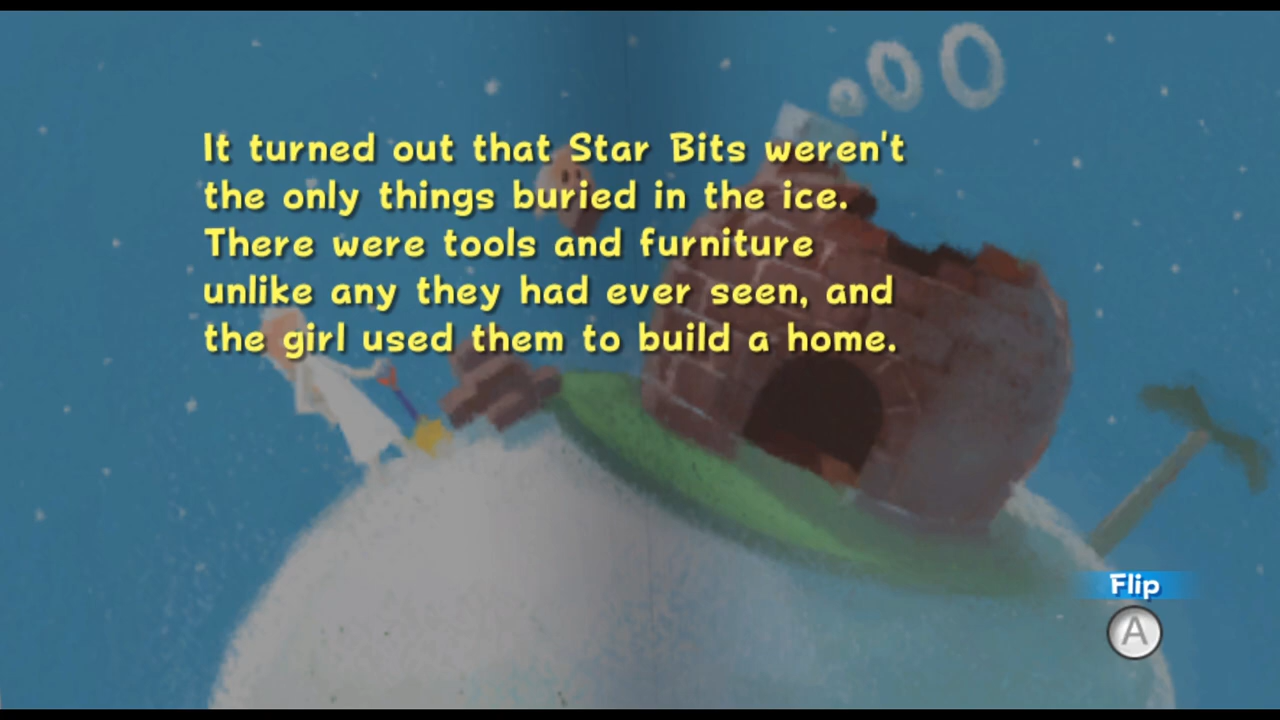 It turned out that Star Bits weren't
the only things buried in the ice.
There were tools and furniture
unlike any they had ever seen, and
the girl used them to build a home.
Flip
A